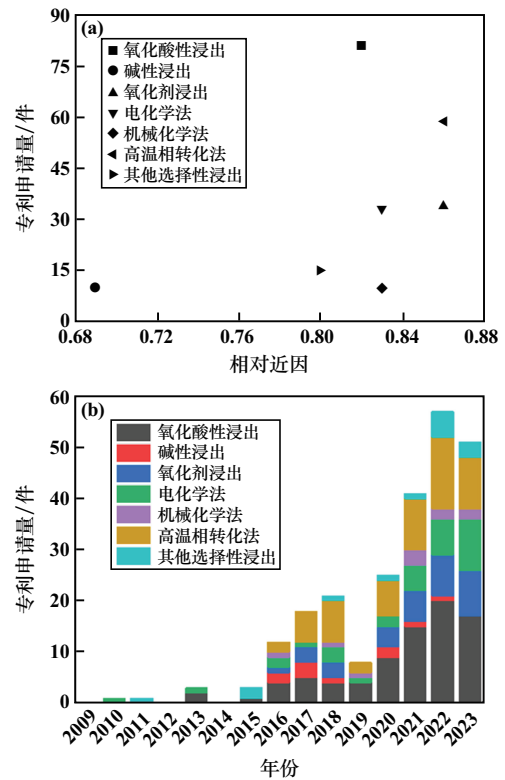 (a)
氧化酸性浸出
碱性浸出
氧化剂浸出
电化学法
机械化学法
高温相转化法
其他选择性浸出
专利申请量/件
90
75
60
45
30
15
0
0.68 0.72 0.76 0.80 0.84 0.88
相对近因
(b)
氧化酸性浸出
碱性浸出
氧化剂浸出
电化学法
机械化学法
高温相转化法
其他选择性浸出
专利申请量/件
60
50
40
30
20
10
0
2009 2010 2011 2012 2013 2014 2015 2016 2017 2018 2019 2020 2021 2022 2023
年份